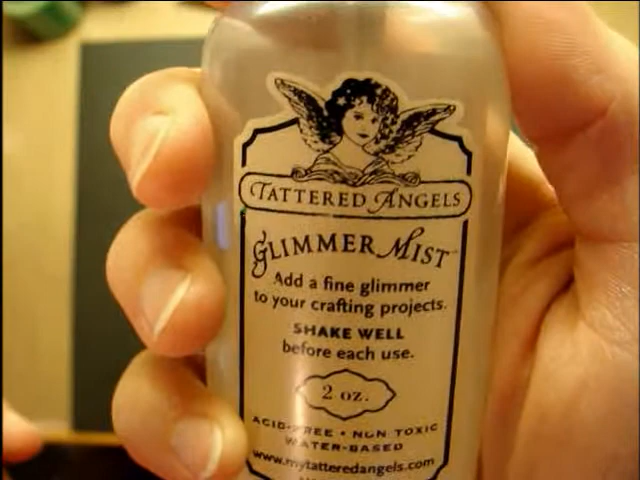 TATTERED ANGELS
GLIMMER MIST
Add a fine glimmer
to your crafting projects.
SHAKE WELL
before each use.
2 oz.
ACID-FREE • NON TOXIC
WATER-BASED
www.mytatteredangels.com